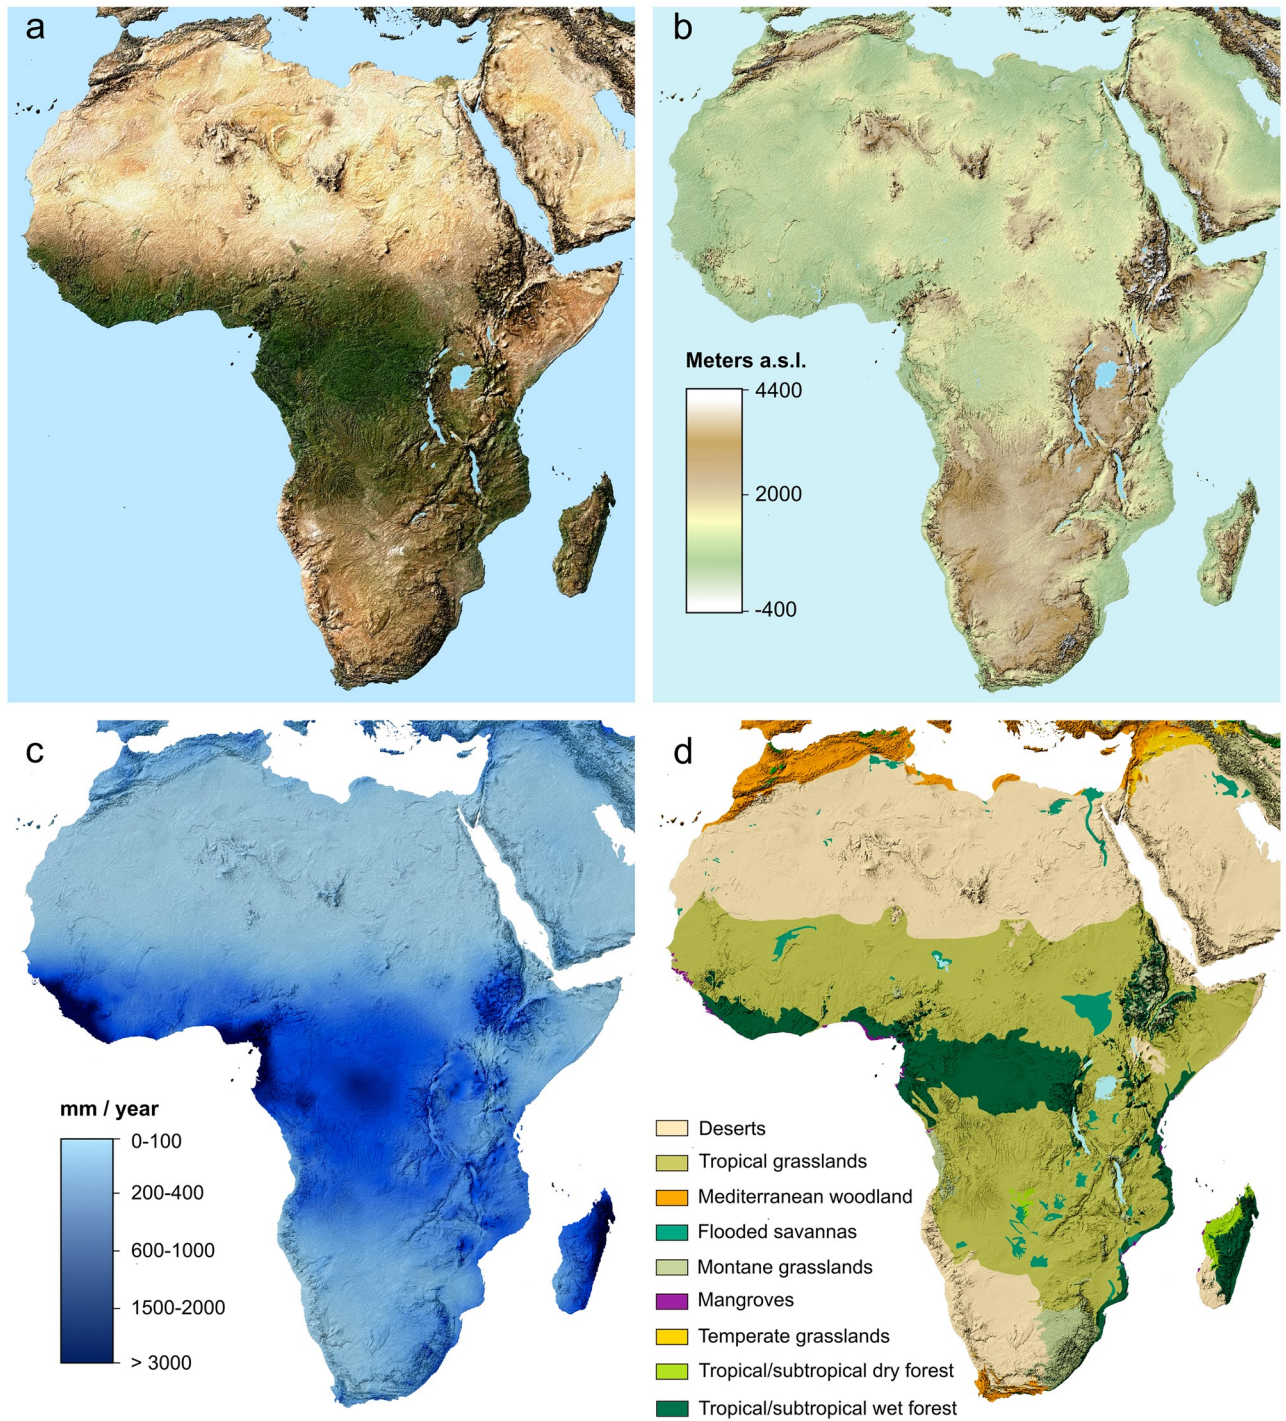 a
b
Meters a.s.l.
4400
2000
-400
c
mm / year
0-100
200-400
600-1000
1500-2000
> 3000
d
Deserts
Tropical grasslands
Mediterranean woodland
Flooded savannas
Montane grasslands
Mangroves
Temperate grasslands
Tropical/subtropical dry forest
Tropical/subtropical wet forest